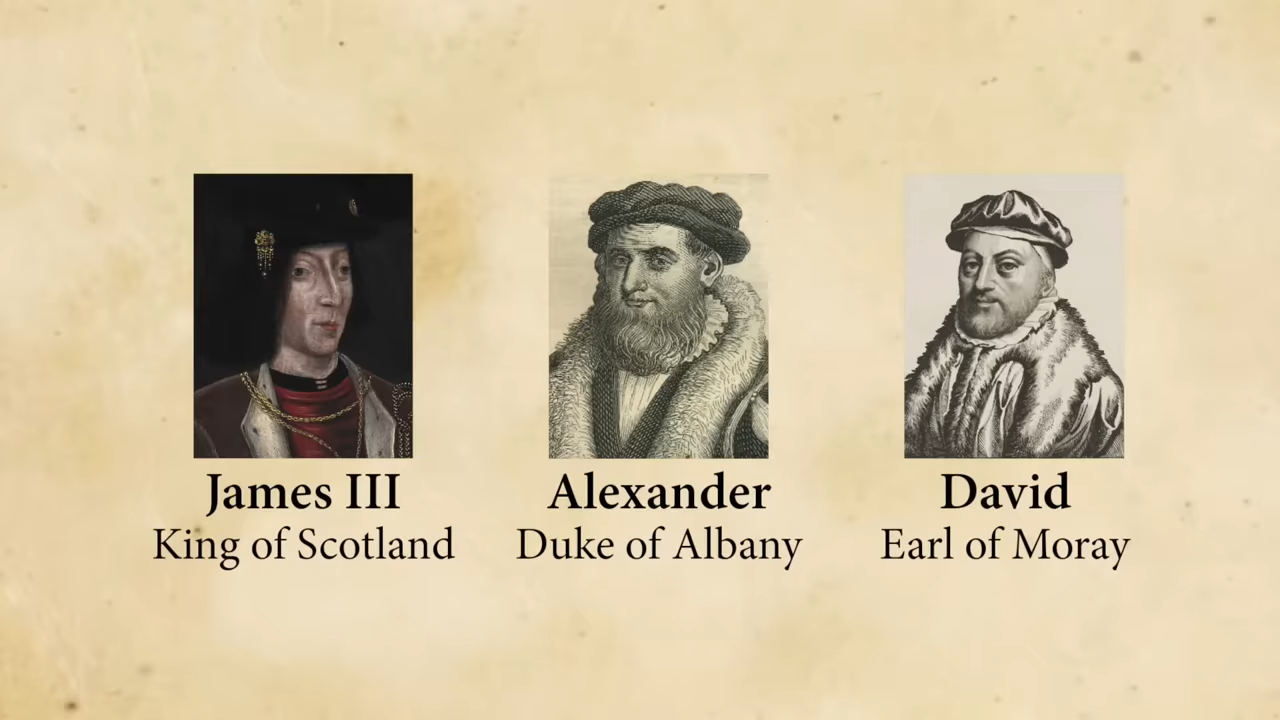 James III
King of Scotland
Alexander
Duke of Albany
David
Earl of Moray